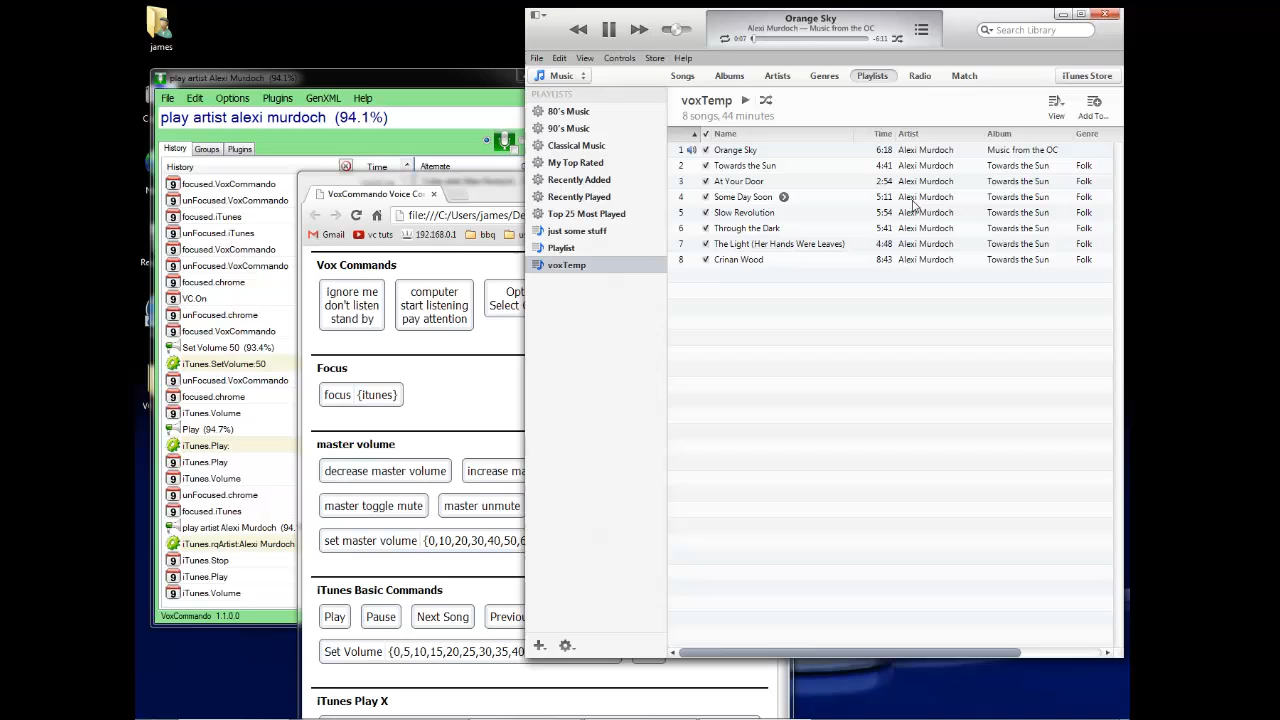 james
play artist Alexi Murdoch (94.1%)
File Edit Options Plugins GenXML Help
play artist alexi murdoch (94.1%)
History Groups Plugins
History Time Alternate
focused.VoxCommando
unFocused.VoxCommando
focused.iTunes
unFocused.iTunes
focused.VoxCommando
unFocused.VoxCommando
focused.chrome
VC.On
unFocused.chrome
focused.VoxCommando
Set Volume 50 (93.4%)
iTunes.SetVolume:50
unFocused.VoxCommando
focused.chrome
iTunes.Volume
Play (94.7%)
iTunes.Play:
iTunes.Play
iTunes.Volume
unFocused.chrome
focused.iTunes
play artist Alexi Murdoch (94.
iTunes.rqArtist:Alexi Murdoch
iTunes.Stop
iTunes.Play
iTunes.Volume
VoxCommando 1.1.0.0
VoxCommando Voice Co
file:///C:/Users/james/De
Gmail vc tuts 192.168.0.1 bbq
Vox Commands
Ignore me
don't listen
stand by
computer
start listening
pay attention
Opt
Select
Focus
focus {itunes}
master volume
decrease master volume increase ma
master toggle mute master unmute
set master volume {0,10,20,30,40,50,6
iTunes Basic Commands
Play Pause Next Song Previou
Set Volume {0,5,10,15,20,25,30,35,40
iTunes Play X
Orange Sky
Alexi Murdoch — Music from the OC
0:07 -6:11
Search Library
File Edit View Controls Store Help
Music Songs Albums Artists Genres Playlists Radio Match iTunes Store
PLAYLISTS
80's Music
90's Music
Classical Music
My Top Rated
Recently Added
Recently Played
Top 25 Most Played
just some stuff
Playlist
voxTemp
voxTemp
8 songs, 44 minutes
View Add To...
Name Time Artist Album Genre
1 Orange Sky 6:18 Alexi Murdoch Music from the OC
2 Towards the Sun 4:41 Alexi Murdoch Towards the Sun Folk
3 At Your Door 2:54 Alexi Murdoch Towards the Sun Folk
4 Some Day Soon 5:11 Alexi Murdoch Towards the Sun Folk
5 Slow Revolution 5:54 Alexi Murdoch Towards the Sun Folk
6 Through the Dark 5:41 Alexi Murdoch Towards the Sun Folk
7 The Light (Her Hands Were Leaves) 4:48 Alexi Murdoch Towards the Sun Folk
8 Crinan Wood 8:43 Alexi Murdoch Towards the Sun Folk